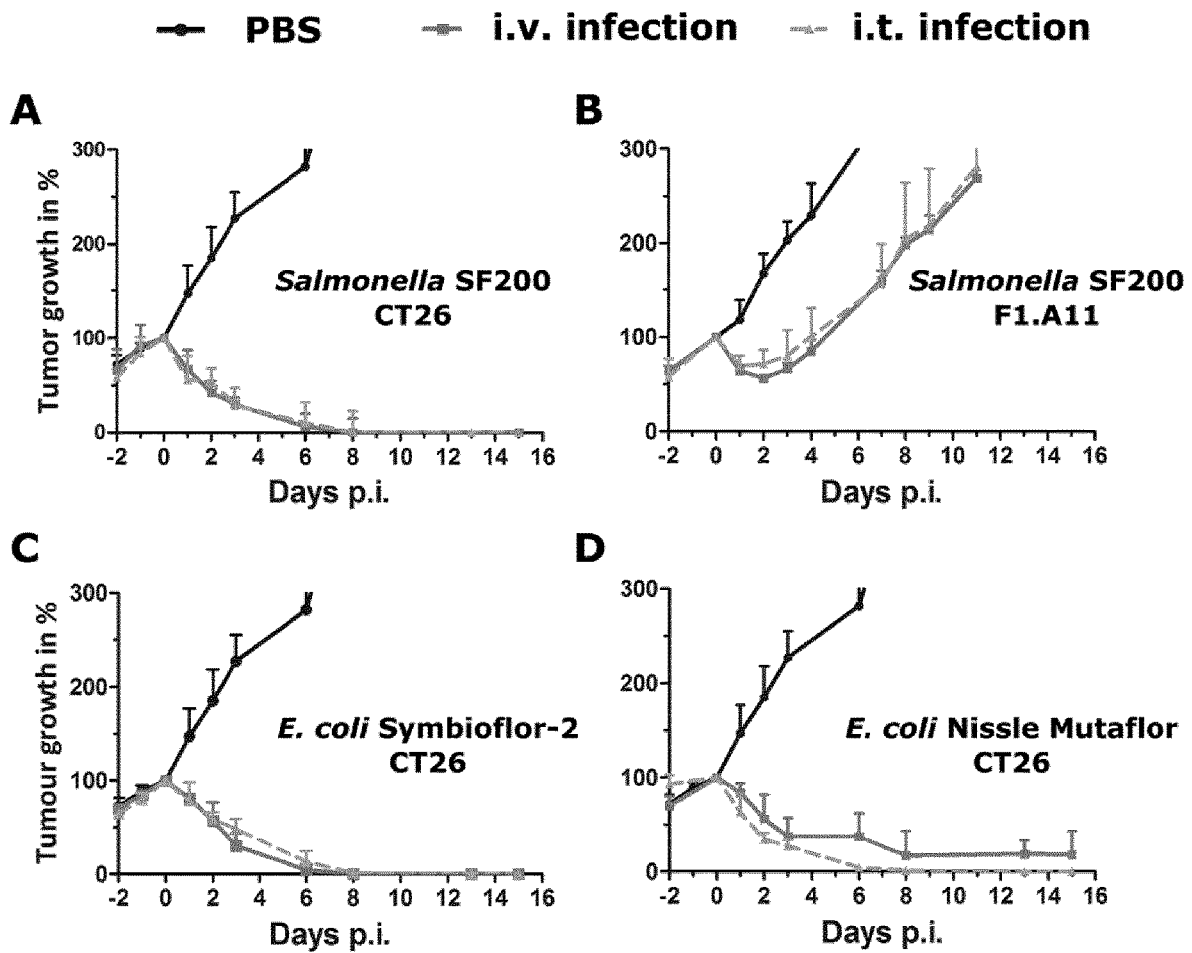 PBS i.v. infection i.t. infection
A
B
Tumor growth in %
300
200
100
0
-2 0 2 4 6 8 10 12 14 16
Days p.i.
Salmonella SF200
CT26
300
200
100
0
-2 0 2 4 6 8 10 12 14 16
Days p.i.
Salmonella SF200
F1.A11
C
D
Tumour growth in %
300
200
100
0
-2 0 2 4 6 8 10 12 14 16
Days p.i.
E. coli Symbioflor-2
CT26
300
200
100
0
-2 0 2 4 6 8 10 12 14 16
Days p.i.
E. coli Nissle Mutaflor
CT26